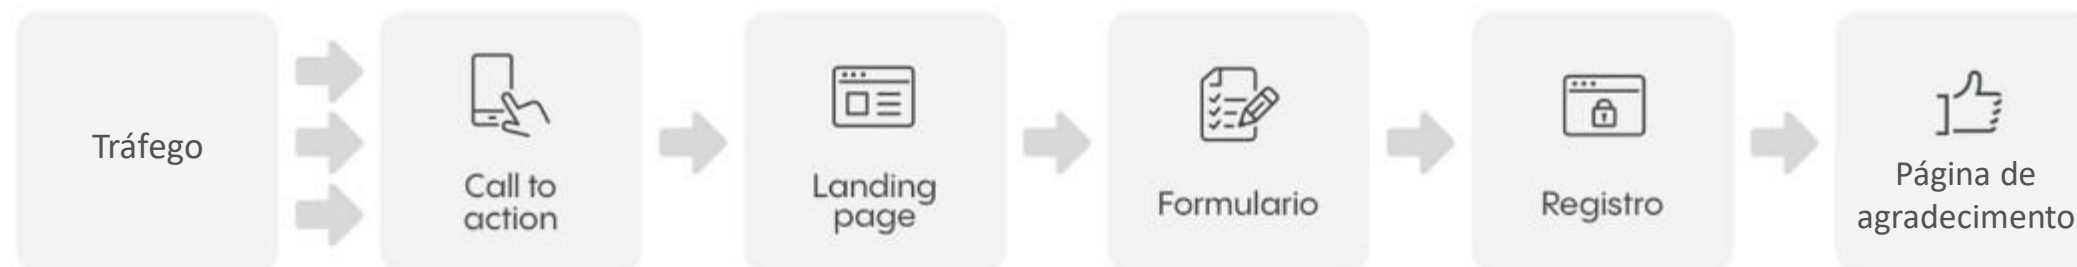 Tráfego
Call to
action
Landing
page
Formulario
Registro
Página de
agradecimento